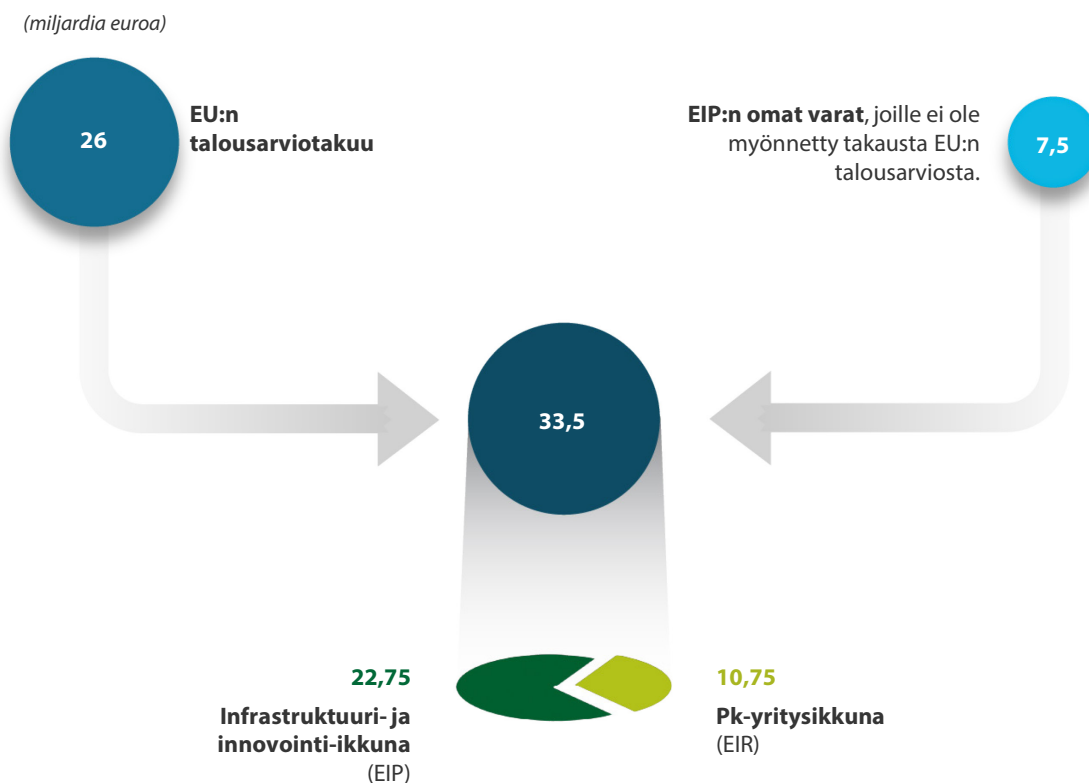 (miljardia euroa)
26
EU:n
talousarviotakuu
EIP:n omat varat, joille ei ole
myönnetty takausta EU:n
talousarviosta.
7,5
33,5
22,75
Infrastruktuuri- ja
innovointi-ikkuna
(EIP)
10,75
Pk-yritysikkuna
(EIR)